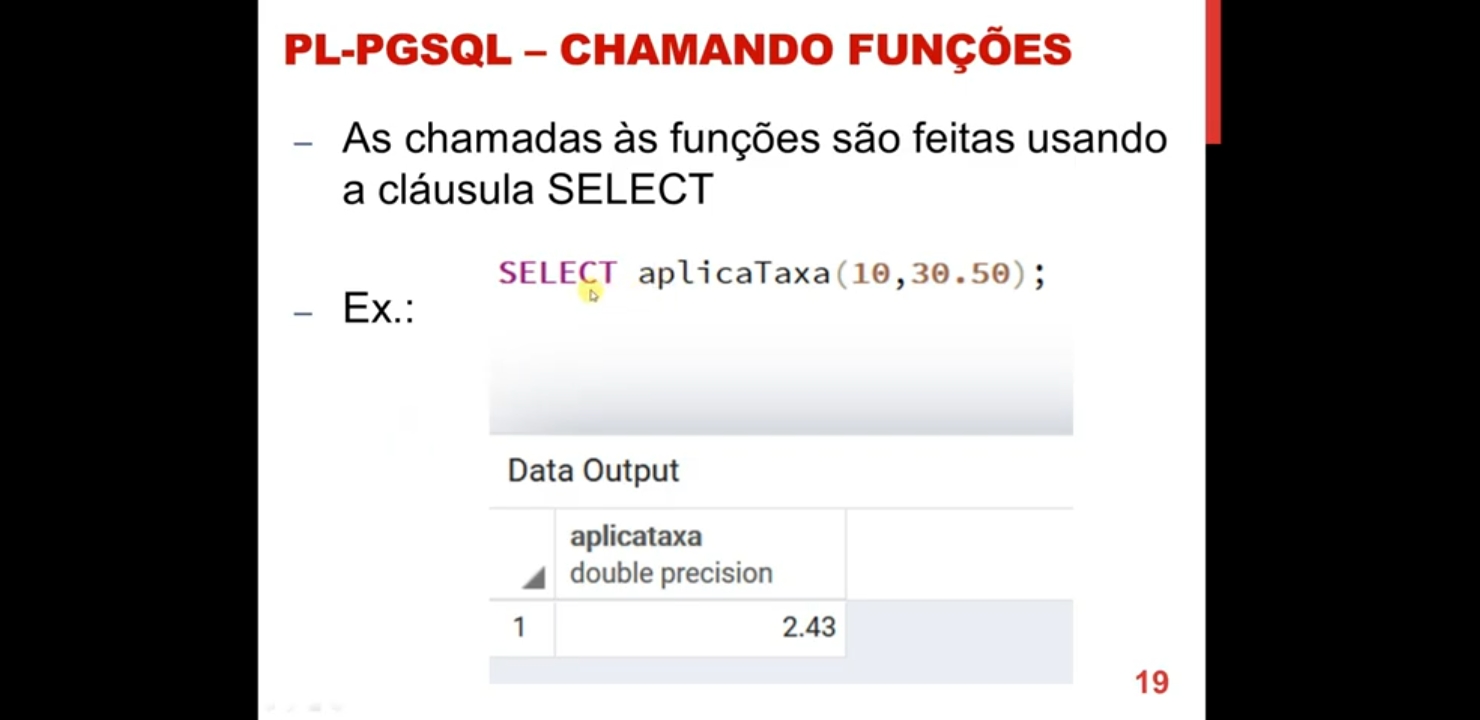 PL-PGSQL – CHAMANDO FUNÇÕES
– As chamadas às funções são feitas usando
a cláusula SELECT
SELECT aplicaTaxa(10,30.50);
– Ex.:
Data Output
aplicataxa
double precision
1 2.43
19